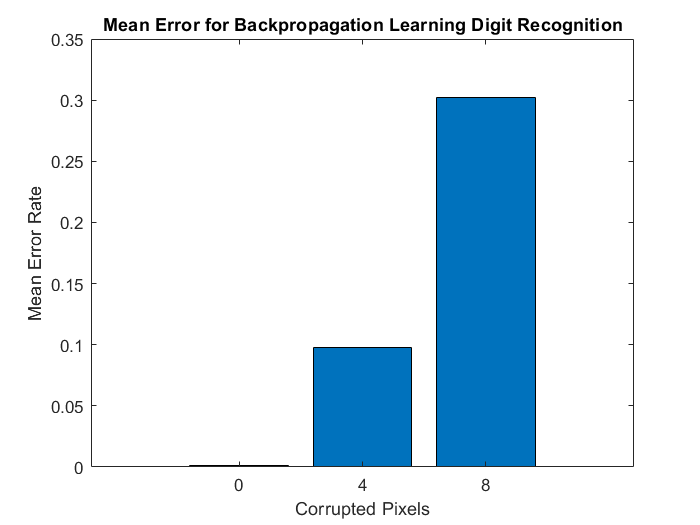 Mean Error for Backpropagation Learning Digit Recognition
0.35
0.3
0.25
0.2
0.15
0.1
0.05
0
Mean Error Rate
0 4 8
Corrupted Pixels